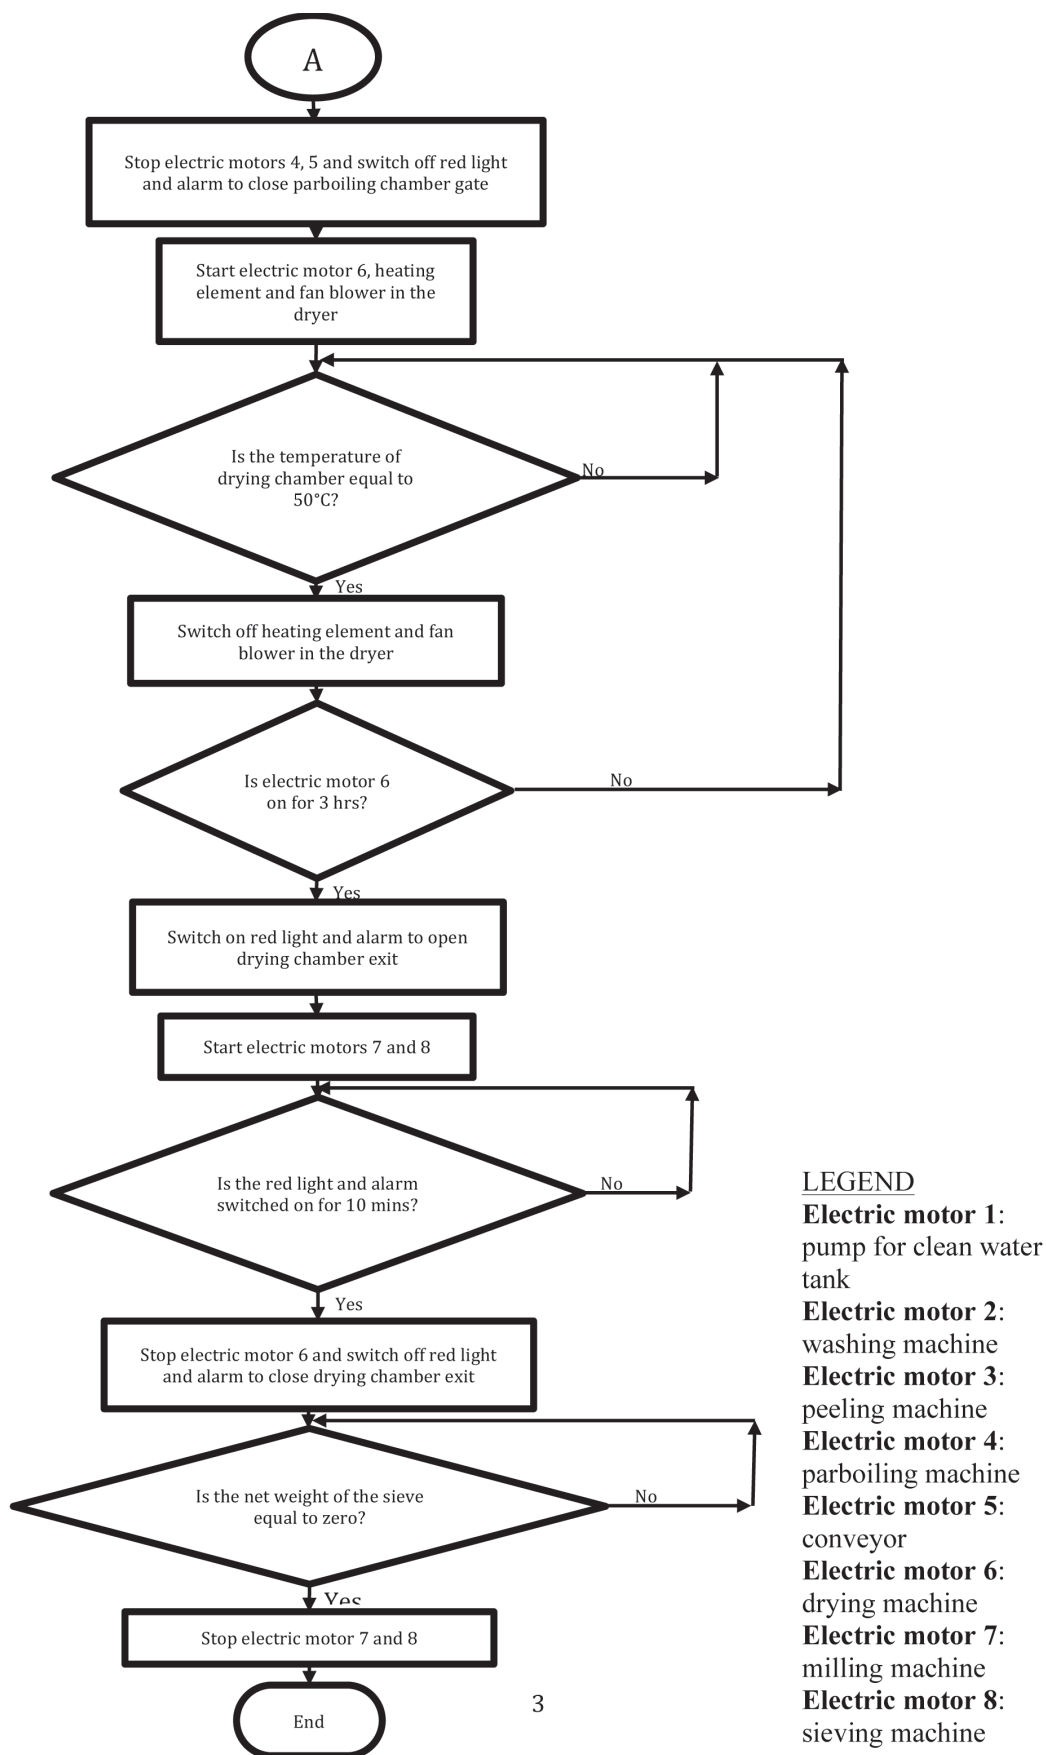 A
Stop electric motors 4, 5 and switch off red light
and alarm to close parboiling chamber gate
Start electric motor 6, heating
element and fan blower in the
dryer
Is the temperature of
drying chamber equal to
50°C?
No
Yes
Switch off heating element and fan
blower in the dryer
Is electric motor 6
on for 3 hrs?
No
Yes
Switch on red light and alarm to open
drying chamber exit
Start electric motors 7 and 8
Is the red light and alarm
switched on for 10 mins?
No
Yes
Stop electric motor 6 and switch off red light
and alarm to close drying chamber exit
Is the net weight of the sieve
equal to zero?
No
Yes
Stop electric motor 7 and 8
End
3
LEGEND
Electric motor 1:
pump for clean water
tank
Electric motor 2:
washing machine
Electric motor 3:
peeling machine
Electric motor 4:
parboiling machine
Electric motor 5:
conveyor
Electric motor 6:
drying machine
Electric motor 7:
milling machine
Electric motor 8:
sieving machine